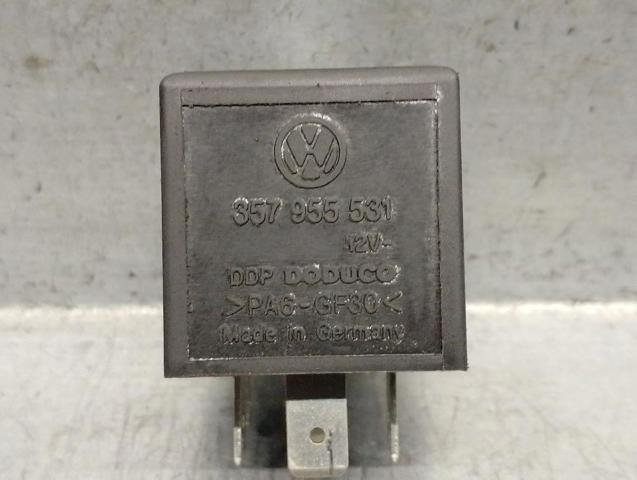 357 955 531
12V-
DDP DODUCO
>PA6-GF30<
Made in Germany